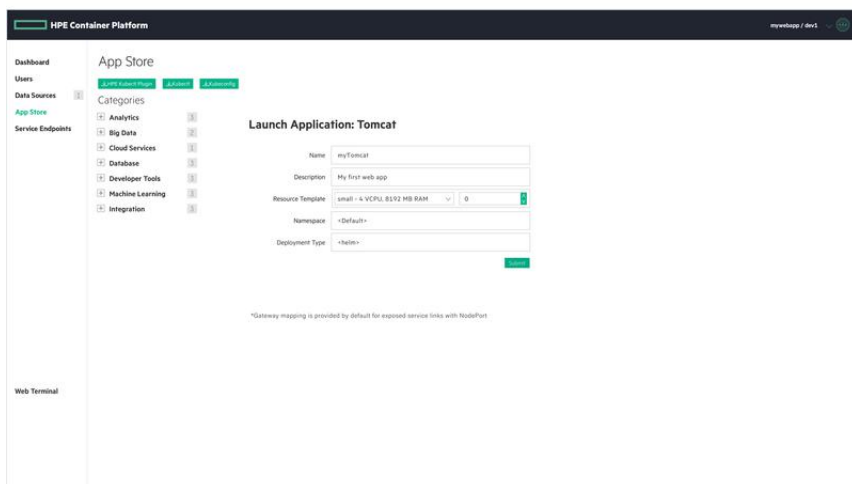 HPE Container Platform
mywebapp / dev1
Dashboard
Users
Data Sources
App Store
Service Endpoints
Web Terminal
App Store
HPE Kubectl Plugin
Kubectl
Kubeconfig
Categories
Analytics
Big Data
Cloud Services
Database
Developer Tools
Machine Learning
Integration
Launch Application: Tomcat
Name myTomcat
Description My first web app
Resource Template small - 4 VCPU, 8192 MB RAM 0
Namespace <Default>
Deployment Type <helm>
Submit
*Gateway mapping is provided by default for exposed service links with NodePort